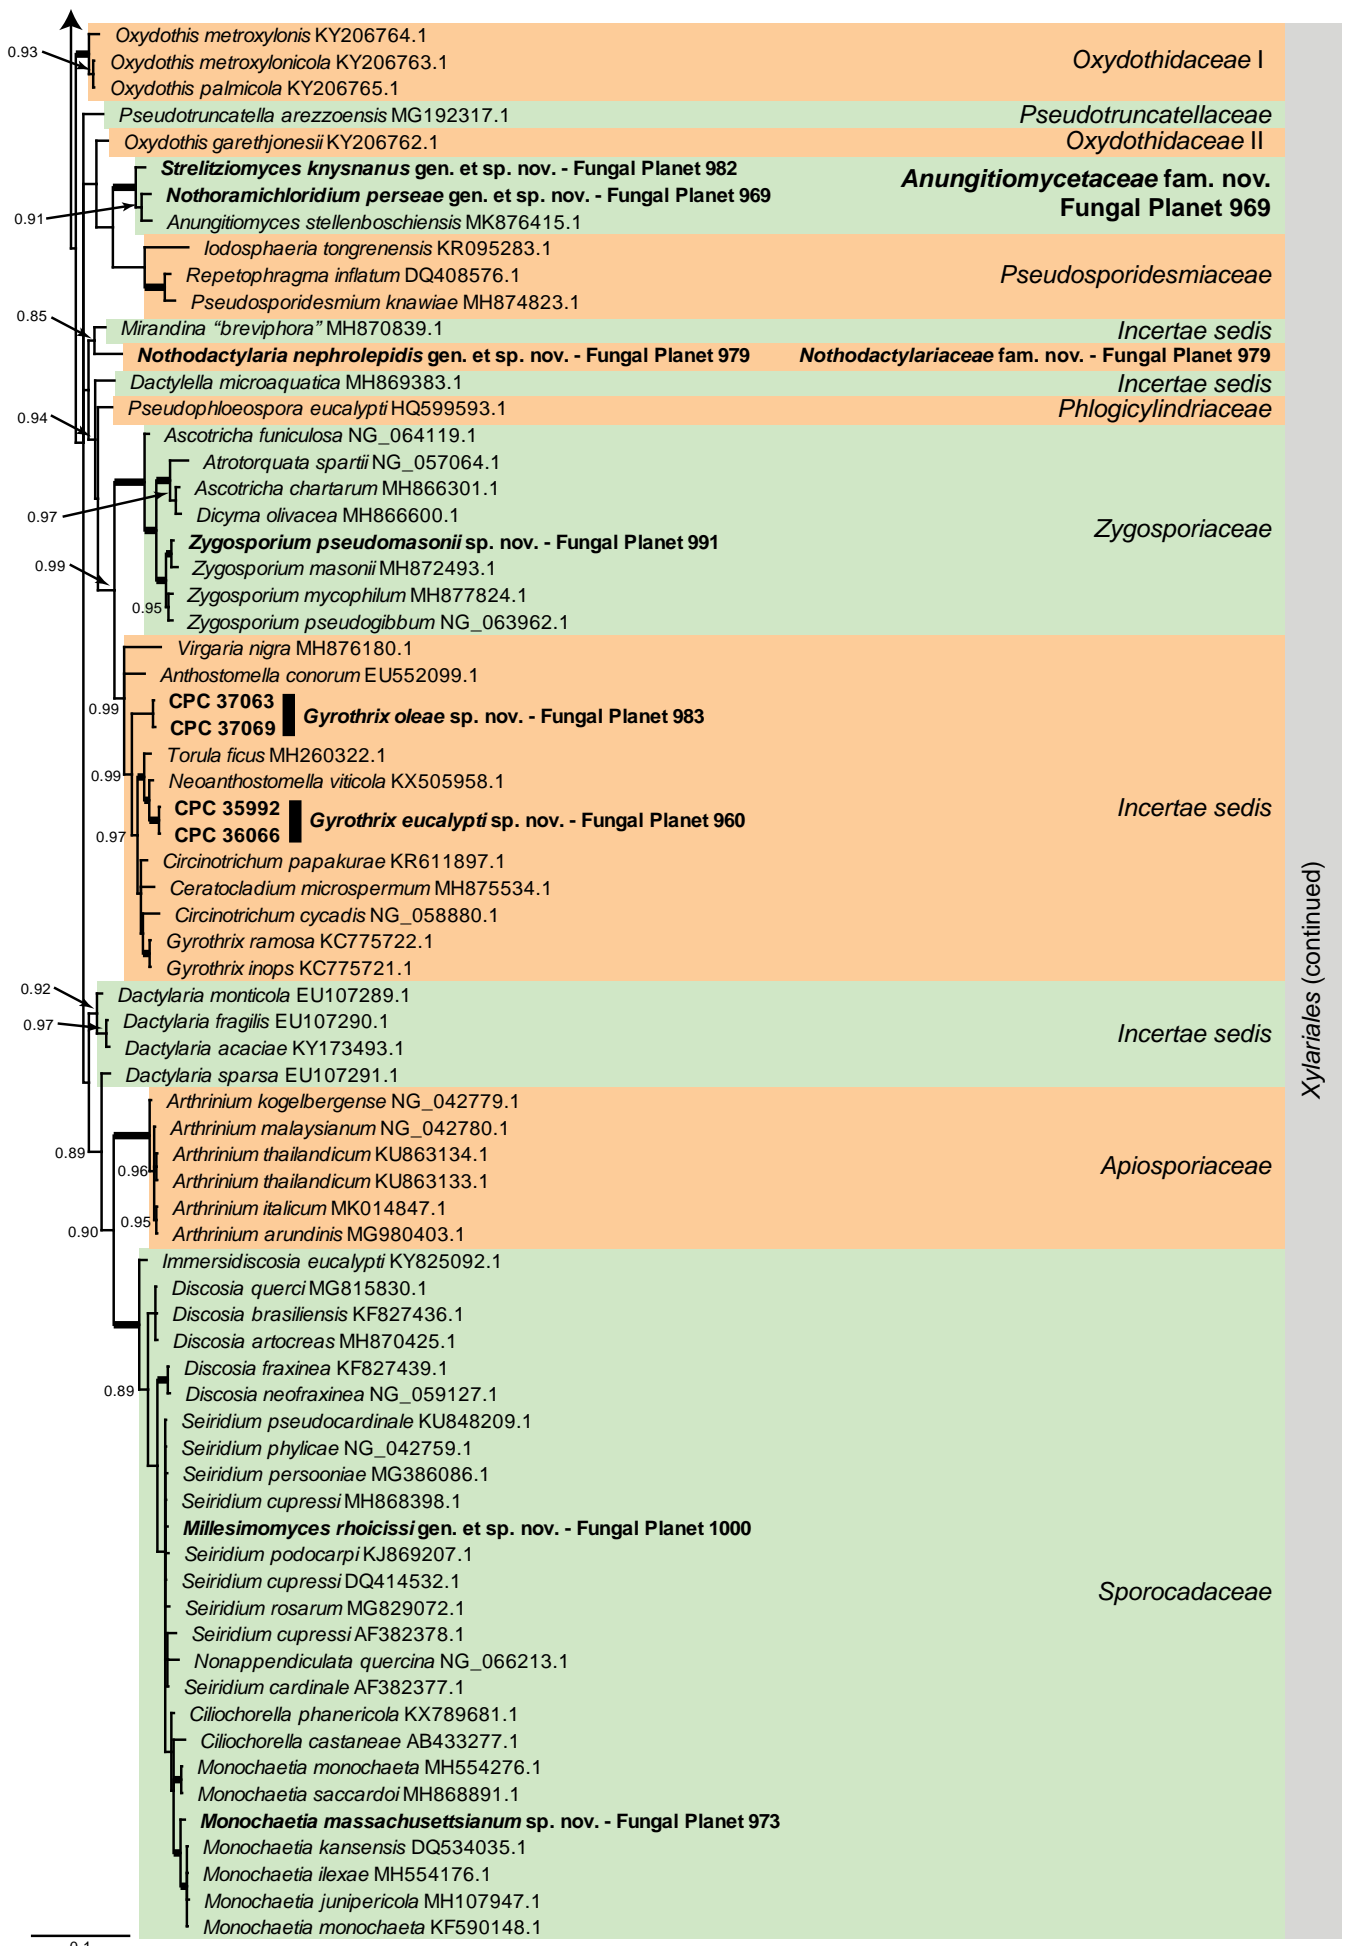 0.93
Oxydothis metroxylonis KY206764.1
Oxydothis metroxylonicola KY206763.1
Oxydothis palmicola KY206765.1
Oxydothidaceae I
Pseudotruncatella arezzoensis MG192317.1
Pseudotruncatellaceae
Oxydothis garethjonesii KY206762.1
Oxydothidaceae II
Strelitziomyces knysnanus gen. et sp. nov. - Fungal Planet 982
Nothoramichloridium perseae gen. et sp. nov. - Fungal Planet 969
0.91
Anungitiomyces stellenboschiensis MK876415.1
Anungitiomycetaceae fam. nov.
Fungal Planet 969
Iodosphaeria tongrenensis KR095283.1
Repetophragma inflatum DQ408576.1
Pseudosporidesmium knawiae MH874823.1
Pseudosporidesmiaceae
0.85
Mirandina “breviphora” MH870839.1
Incertae sedis
Nothodactylaria nephrolepidis gen. et sp. nov. - Fungal Planet 979
Nothodactylariaceae fam. nov. - Fungal Planet 979
Dactylella microaquatica MH869383.1
Incertae sedis
0.94
Pseudophloeospora eucalypti HQ599593.1
Phlogicylindriaceae
Ascotricha funiculosa NG_064119.1
Atrotorquata spartii NG_057064.1
Ascotricha chartarum MH866301.1
0.97
Dicyma olivacea MH866600.1
Zygosporium pseudomasonii sp. nov. - Fungal Planet 991
0.99
Zygosporium masonii MH872493.1
Zygosporium mycophilum MH877824.1
0.95
Zygosporium pseudogibbum NG_063962.1
Zygosporiaceae
Virgaria nigra MH876180.1
Anthostomella conorum EU552099.1
0.99
CPC 37063
CPC 37069
Gyrothrix oleae sp. nov. - Fungal Planet 983
Torula ficus MH260322.1
0.99
Neoanthostomella viticola KX505958.1
CPC 35992
CPC 36066
Gyrothrix eucalypti sp. nov. - Fungal Planet 960
0.97
Circinotrichum papakurae KR611897.1
Ceratocladium microspermum MH875534.1
Circinotrichum cycadis NG_058880.1
Gyrothrix ramosa KC775722.1
Gyrothrix inops KC775721.1
Incertae sedis
0.92
Dactylaria monticola EU107289.1
0.97
Dactylaria fragilis EU107290.1
Dactylaria acaciae KY173493.1
Dactylaria sparsa EU107291.1
Incertae sedis
Arthrinium kogelbergense NG_042779.1
Arthrinium malaysianum NG_042780.1
0.89
Arthrinium thailandicum KU863134.1
0.96
Arthrinium thailandicum KU863133.1
Arthrinium italicum MK014847.1
0.95
0.90
Arthrinium arundinis MG980403.1
Apiosporiaceae
Immersidiscosia eucalypti KY825092.1
Discosia querci MG815830.1
Discosia brasiliensis KF827436.1
Discosia artocreas MH870425.1
Discosia fraxinea KF827439.1
0.89
Discosia neofraxinea NG_059127.1
Seiridium pseudocardinale KU848209.1
Seiridium phylicae NG_042759.1
Seiridium persooniae MG386086.1
Seiridium cupressi MH868398.1
Millesimomyces rhoicissi gen. et sp. nov. - Fungal Planet 1000
Seiridium podocarpi KJ869207.1
Seiridium cupressi DQ414532.1
Seiridium rosarum MG829072.1
Seiridium cupressi AF382378.1
Nonappendiculata quercina NG_066213.1
Seiridium cardinale AF382377.1
Ciliochorella phanericola KX789681.1
Ciliochorella castaneae AB433277.1
Monochaetia monochaeta MH554276.1
Monochaetia saccardoi MH868891.1
Monochaetia massachusettsianum sp. nov. - Fungal Planet 973
Monochaetia kansensis DQ534035.1
Monochaetia ilexae MH554176.1
Monochaetia junipericola MH107947.1
Monochaetia monochaeta KF590148.1
Sporocadaceae
Xylariales (continued)
0.1